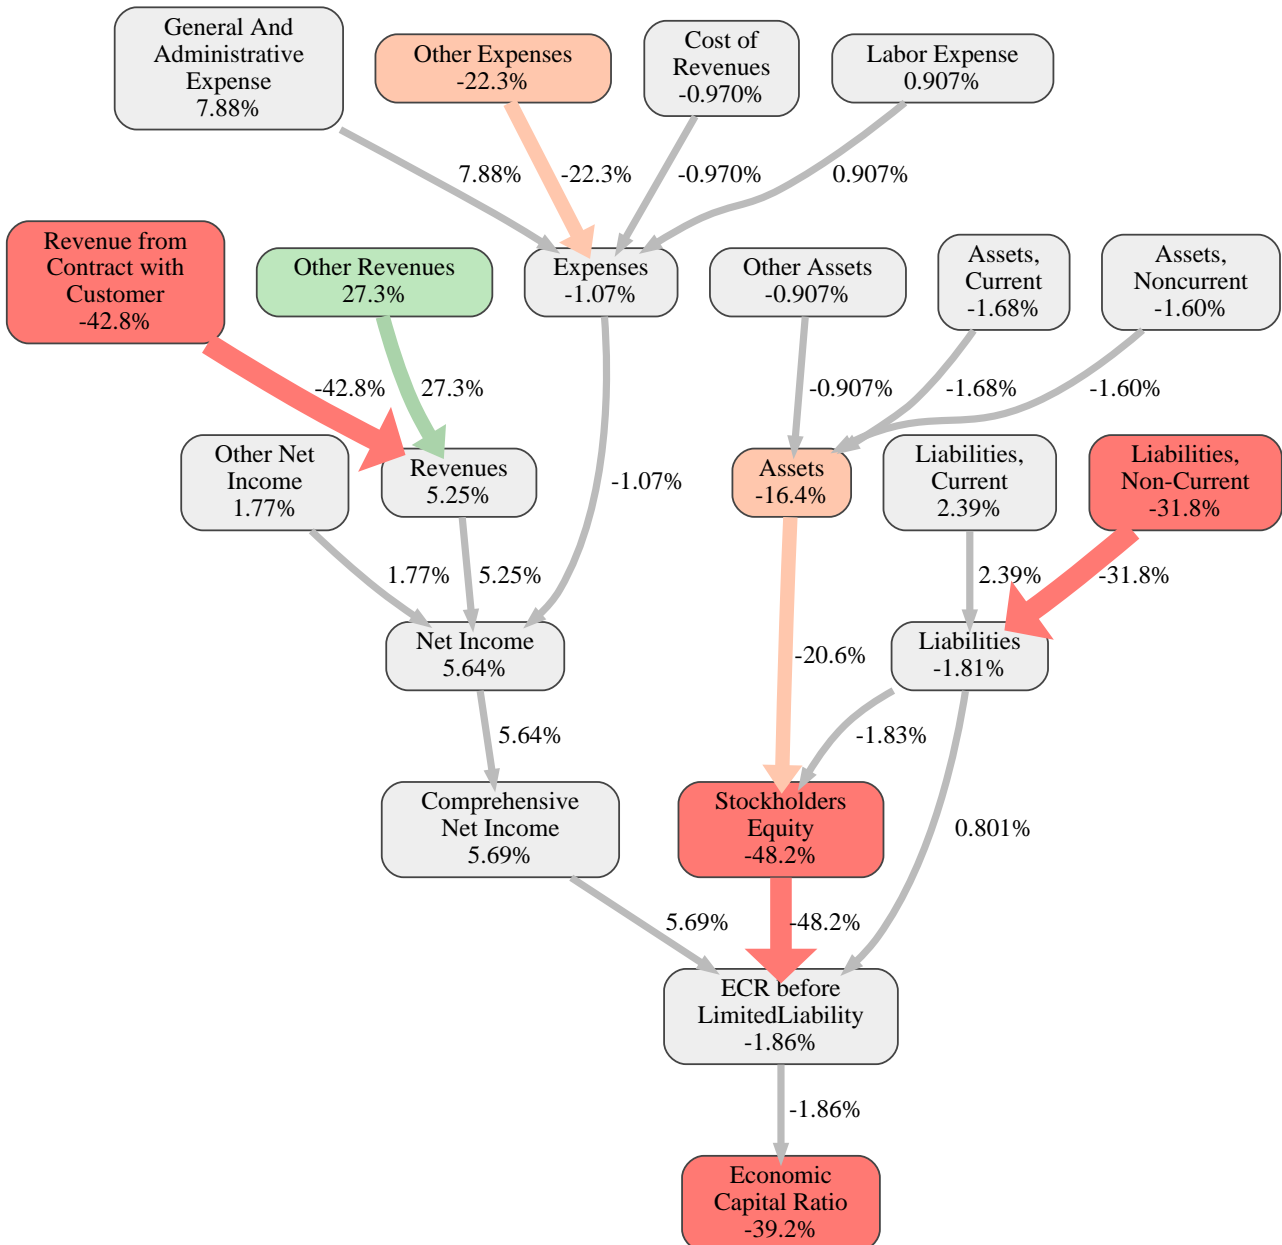 General And
Administrative
Expense
7.88%
Other Expenses
-22.3%
Cost of
Revenues
-0.970%
Labor Expense
0.907%
7.88%
-22.3%
-0.970%
0.907%
Revenue from
Contract with
Customer
-42.8%
Other Revenues
27.3%
Expenses
-1.07%
Other Assets
-0.907%
Assets,
Current
-1.68%
Assets,
Noncurrent
-1.60%
-42.8%
27.3%
-0.907%
-1.68%
-1.60%
Other Net
Income
1.77%
Revenues
5.25%
-1.07%
Assets
-16.4%
Liabilities,
Current
2.39%
Liabilities,
Non-Current
-31.8%
1.77%
5.25%
2.39%
-31.8%
Net Income
5.64%
-20.6%
Liabilities
-1.81%
5.64%
-1.83%
Comprehensive
Net Income
5.69%
Stockholders
Equity
-48.2%
0.801%
5.69%
-48.2%
ECR before
LimitedLiability
-1.86%
-1.86%
Economic
Capital Ratio
-39.2%